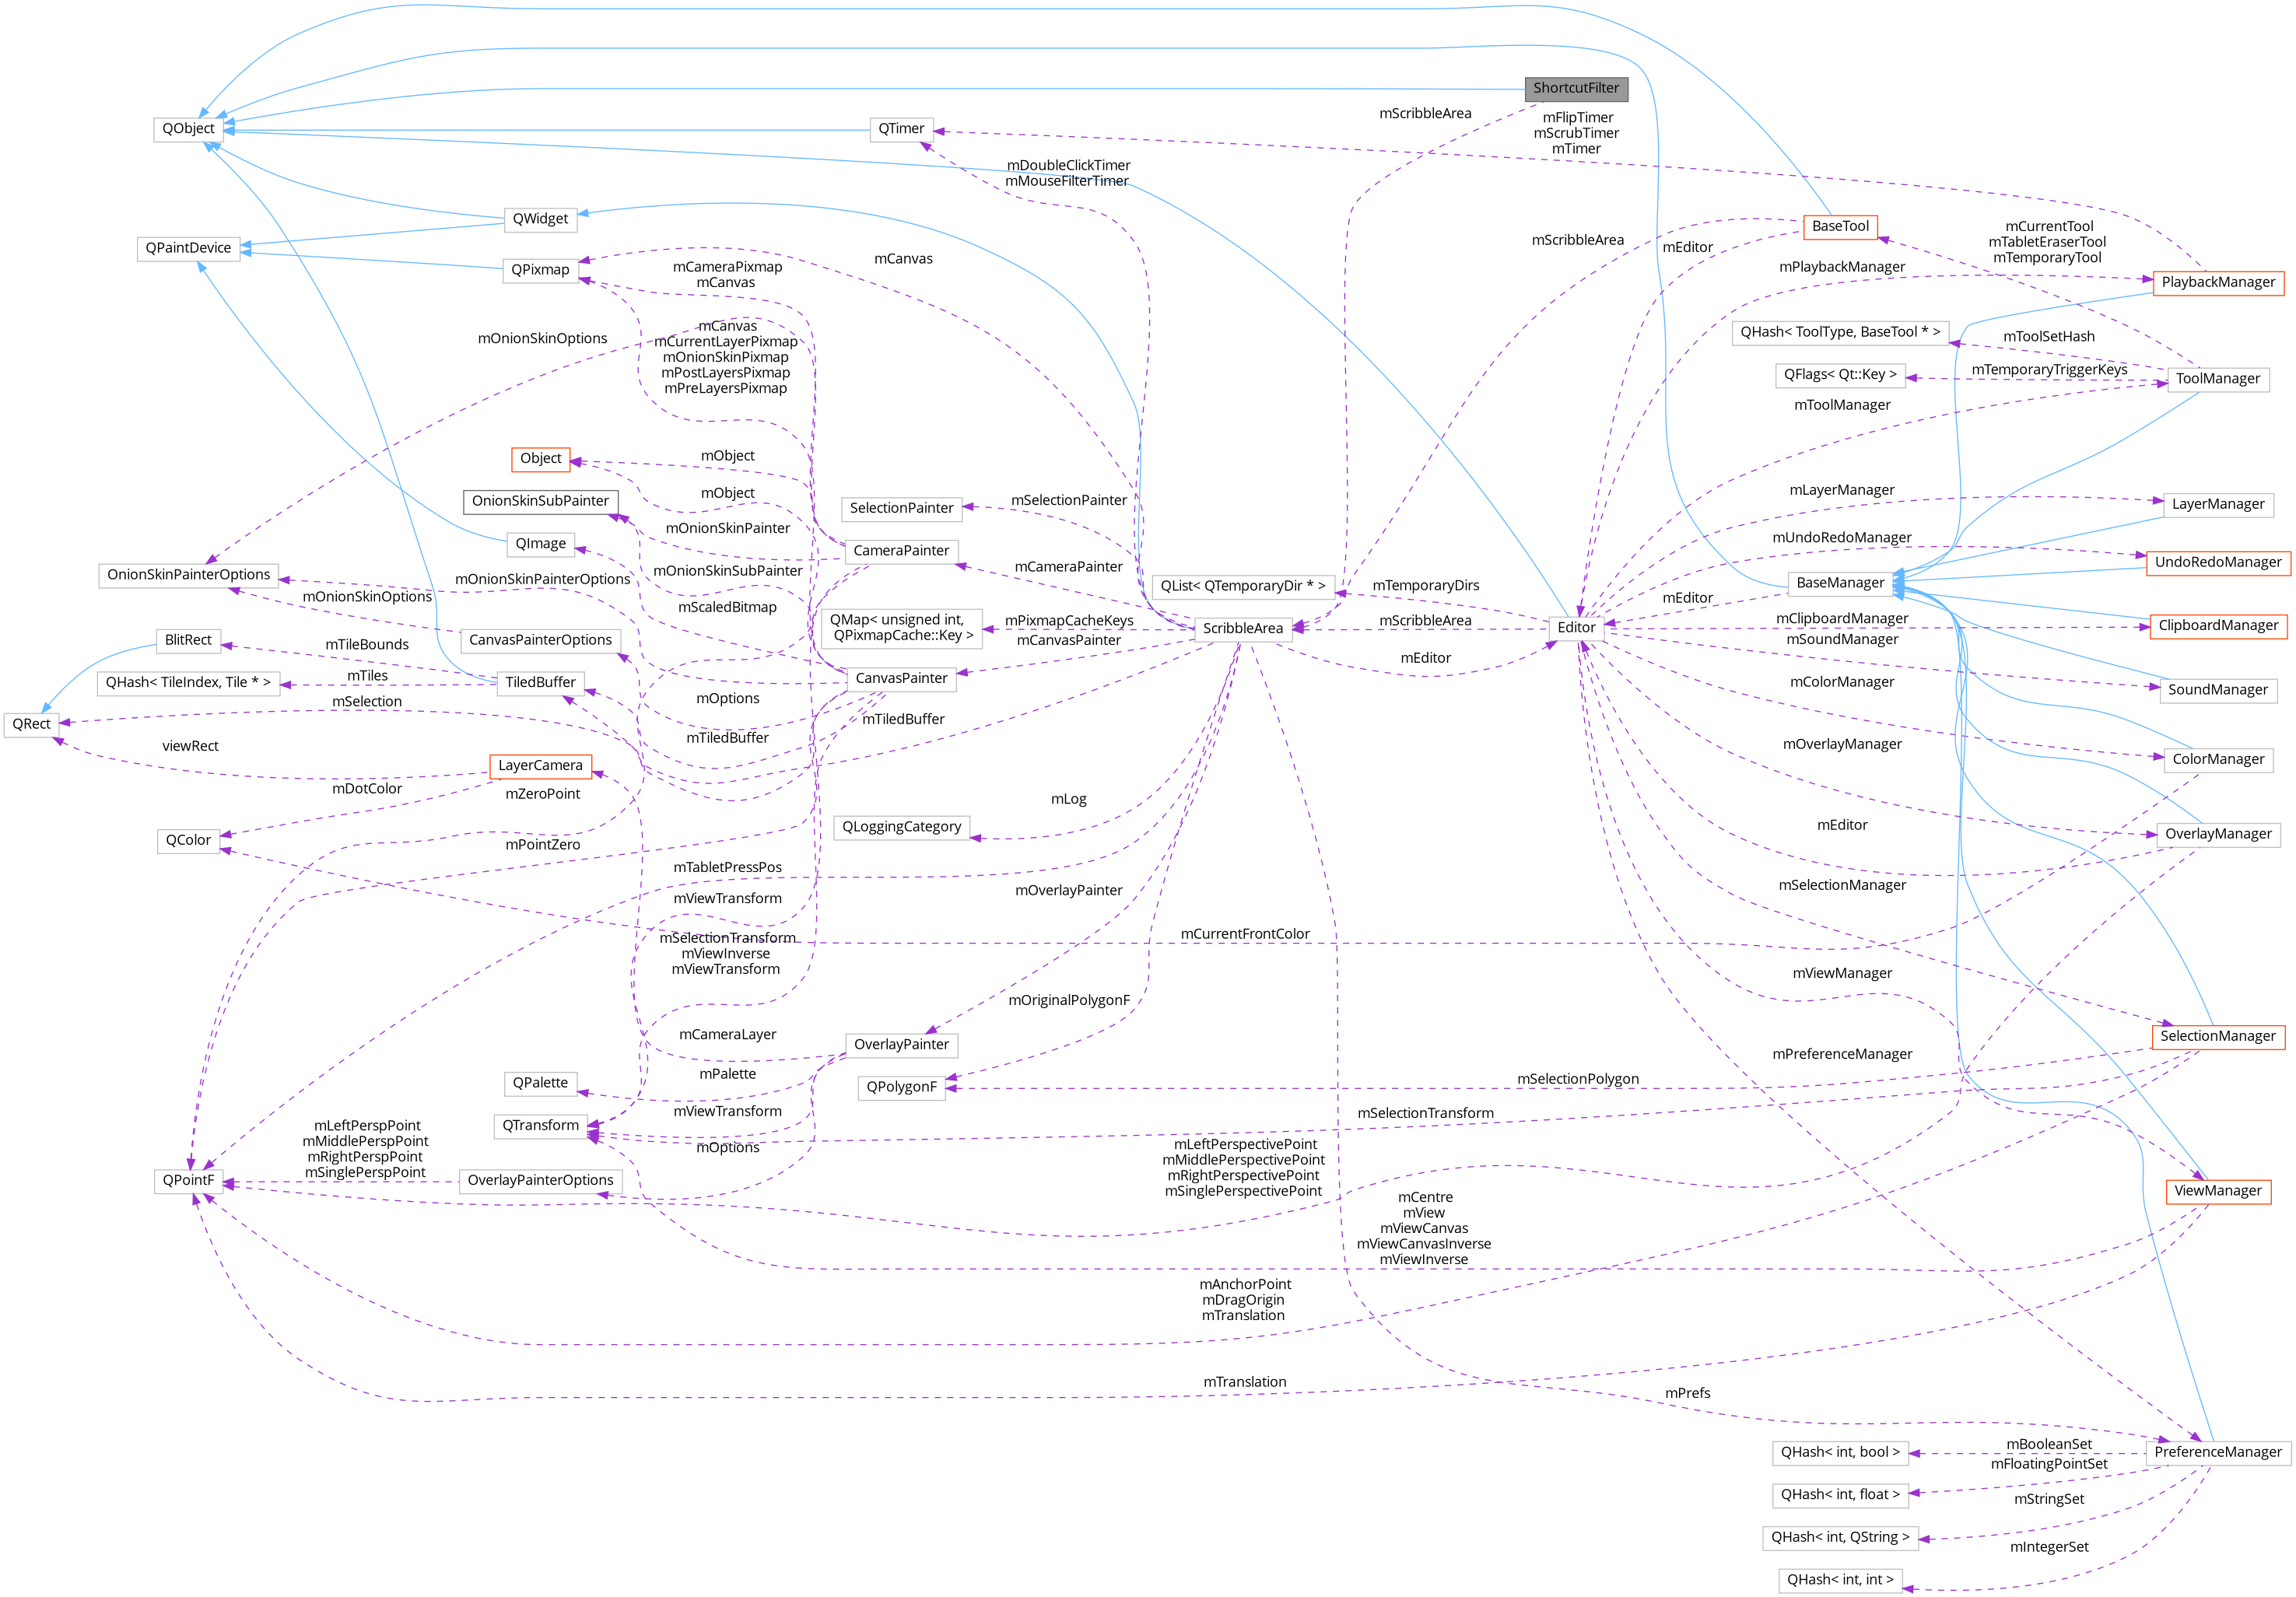 ShortcutFilter
mScribbleArea
mFlipTimer
mScrubTimer
mTimer
QObject
QTimer
mDoubleClickTimer
mMouseFilterTimer
QWidget
BaseTool
mCurrentTool
mTabletEraserTool
mTemporaryTool
QPaintDevice
mScribbleArea
mEditor
QPixmap
mCanvas
mCameraPixmap
mCanvas
mPlaybackManager
PlaybackManager
mOnionSkinOptions
mCanvas
mCurrentLayerPixmap
mOnionSkinPixmap
mPostLayersPixmap
mPreLayersPixmap
QHash< ToolType, BaseTool * >
mToolSetHash
QFlags< Qt::Key >
mTemporaryTriggerKeys
ToolManager
mToolManager
Object
mObject
OnionSkinSubPainter
mObject
SelectionPainter
mSelectionPainter
mLayerManager
LayerManager
mOnionSkinPainter
QImage
CameraPainter
mUndoRedoManager
UndoRedoManager
OnionSkinPainterOptions
mOnionSkinPainterOptions
mOnionSkinSubPainter
mCameraPainter
QList< QTemporaryDir * >
mTemporaryDirs
BaseManager
mOnionSkinOptions
mScaledBitmap
mEditor
QMap< unsigned int,
QPixmapCache::Key >
mPixmapCacheKeys
ScribbleArea
mScribbleArea
Editor
mClipboardManager
ClipboardManager
BlitRect
mTileBounds
CanvasPainterOptions
mCanvasPainter
mSoundManager
mEditor
QHash< TileIndex, Tile * >
mTiles
TiledBuffer
CanvasPainter
mColorManager
SoundManager
mSelection
mOptions
QRect
mTiledBuffer
viewRect
mTiledBuffer
mOverlayManager
LayerCamera
ColorManager
mDotColor
mZeroPoint
mLog
QColor
QLoggingCategory
mEditor
OverlayManager
mPointZero
mTabletPressPos
mOverlayPainter
mSelectionManager
mViewTransform
mSelectionTransform
mViewInverse
mViewTransform
mCurrentFrontColor
mViewManager
mOriginalPolygonF
mCameraLayer
OverlayPainter
SelectionManager
mPreferenceManager
QPalette
mPalette
QPolygonF
mSelectionPolygon
QTransform
mViewTransform
mSelectionTransform
mLeftPerspPoint
mMiddlePerspPoint
mRightPerspPoint
mSinglePerspPoint
mOptions
mLeftPerspectivePoint
mMiddlePerspectivePoint
mRightPerspectivePoint
mSinglePerspectivePoint
QPointF
OverlayPainterOptions
ViewManager
mCentre
mView
mViewCanvas
mViewCanvasInverse
mViewInverse
mAnchorPoint
mDragOrigin
mTranslation
mTranslation
mPrefs
QHash< int, bool >
mBooleanSet
PreferenceManager
mFloatingPointSet
QHash< int, float >
mStringSet
QHash< int, QString >
mIntegerSet
QHash< int, int >